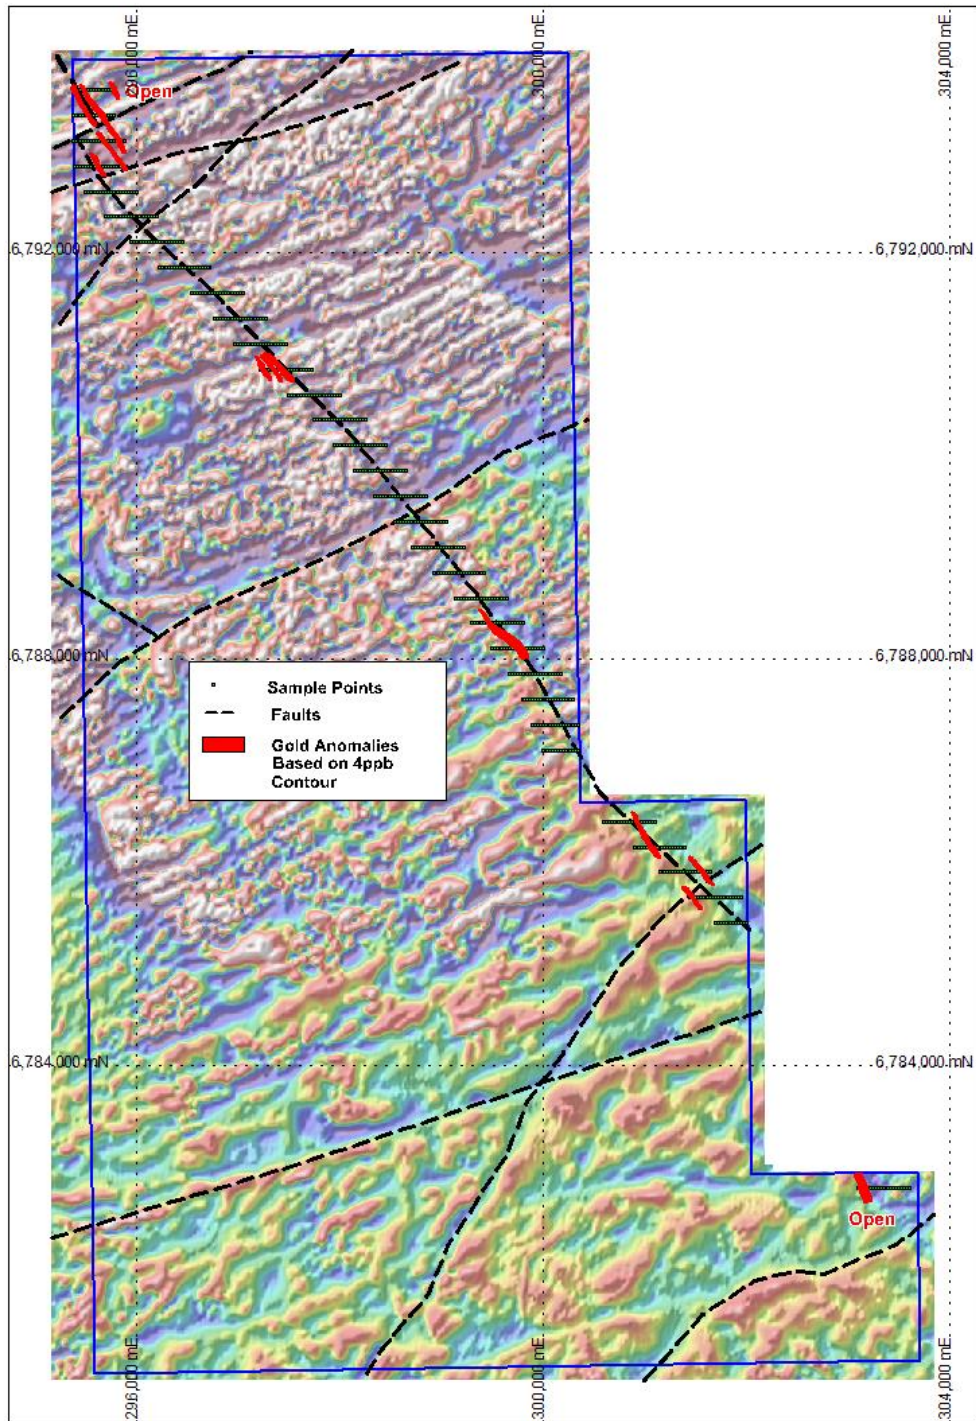 296,000 mE
300,000 mE
304,000 mE
Open
6,792,000 mN
6,792,000 mN
6,788,000 mN
6,788,000 mN
Sample Points
Faults
Gold Anomalies
Based on 4ppb
Contour
6,784,000 mN
6,784,000 mN
Open
296,000 mE
300,000 mE
304,000 mE